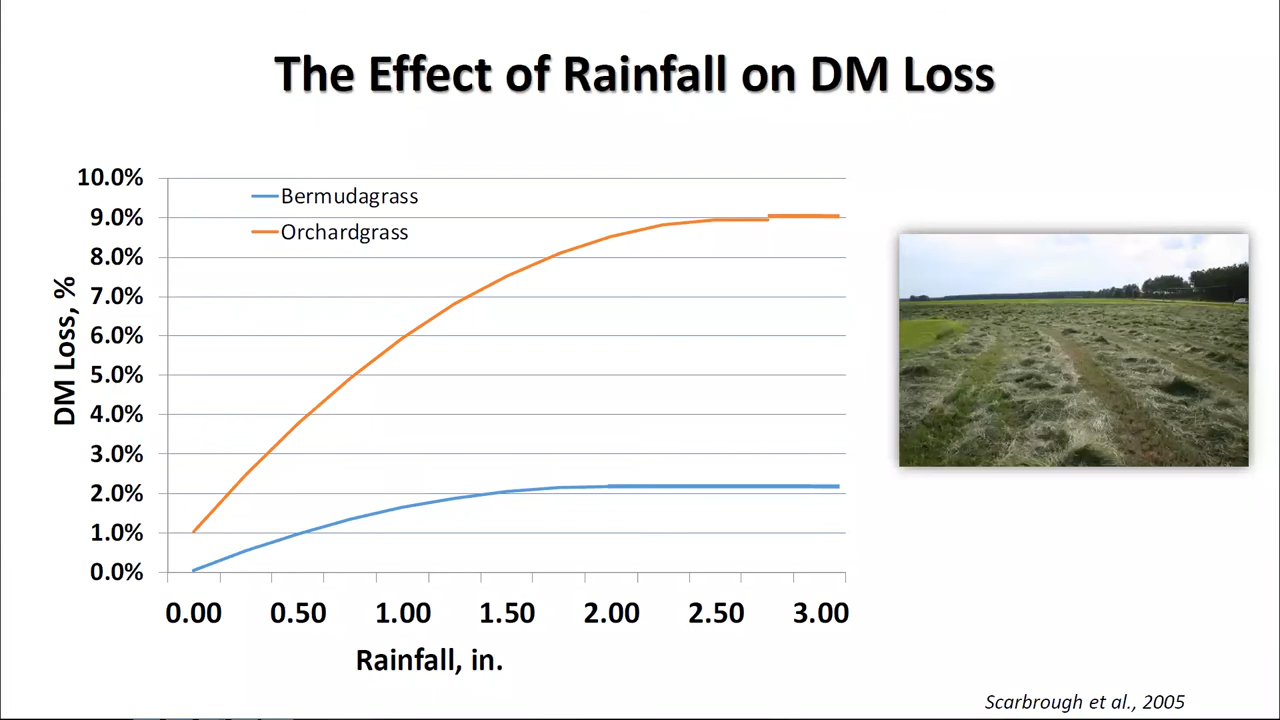 The Effect of Rainfall on DM Loss
10.0%
9.0%
8.0%
7.0%
6.0%
5.0%
4.0%
3.0%
2.0%
1.0%
0.0%
DM Loss, %
Bermudagrass
Orchardgrass
0.00 0.50 1.00 1.50 2.00 2.50 3.00
Rainfall, in.
Scarbrough et al., 2005